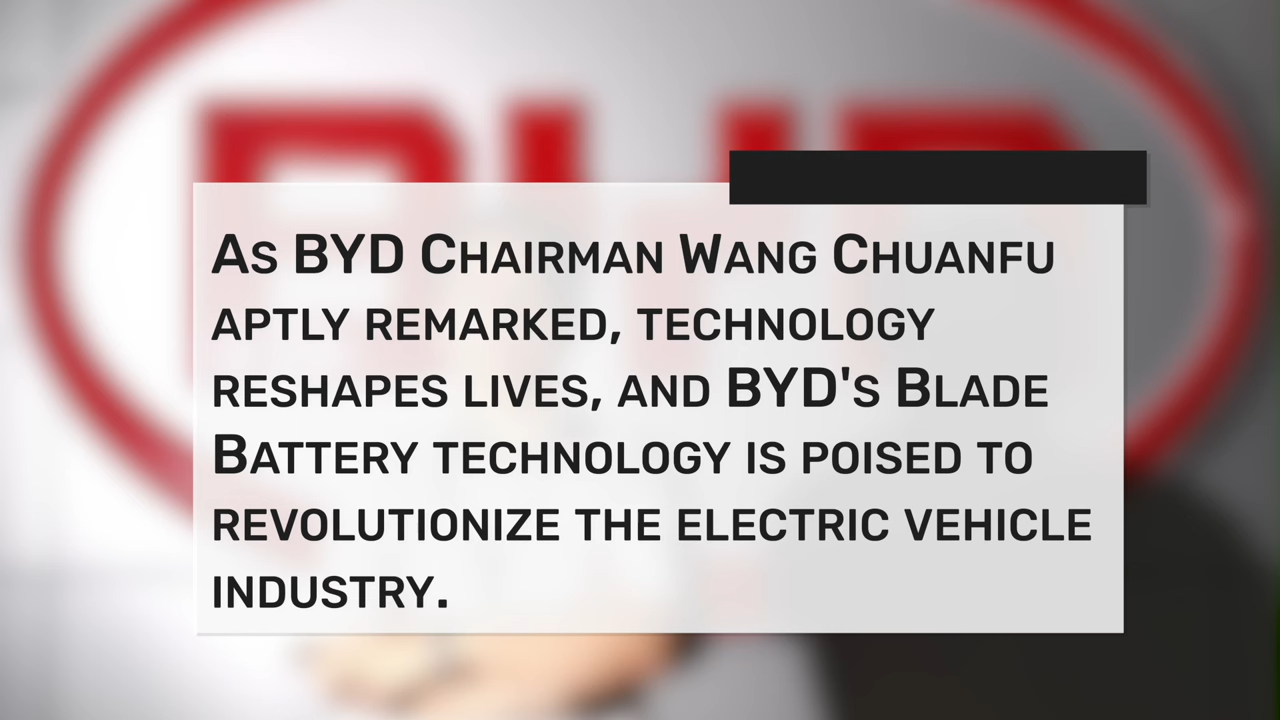 As BYD Chairman Wang Chuanfu
aptly remarked, technology
reshapes lives, and BYD's Blade
Battery technology is poised to
revolutionize the electric vehicle
industry.